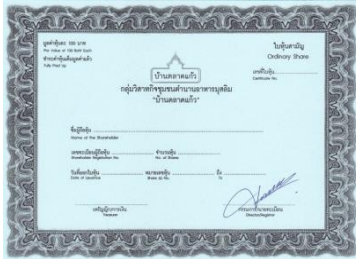 มูลค่าหุ้นละ 100 บาท
Par Value of 100 Baht Each
ชำระค่าหุ้นเต็มมูลค่าแล้ว
Fully Paid Up
ใบหุ้นสามัญ
Ordinary Share
เลขที่ใบหุ้น
Certificate No.
บ้านตลาดแก้ว
กลุ่มวิสาหกิจชุมชนตำนานอาหารมุสลิม
"บ้านตลาดแก้ว"
ชื่อผู้ถือหุ้น
Name of the Shareholder
เลขทะเบียนผู้ถือหุ้น จำนวนหุ้น
Shareholder Registration No. No. of Shares
วันที่ออกใบหุ้น หมายเลขหุ้น ถึง
Date of Issuance Share ID No. To
เหรัญญิกการเงิน
Treasurer
กรรมการ/นายทะเบียน
Director/Registrar